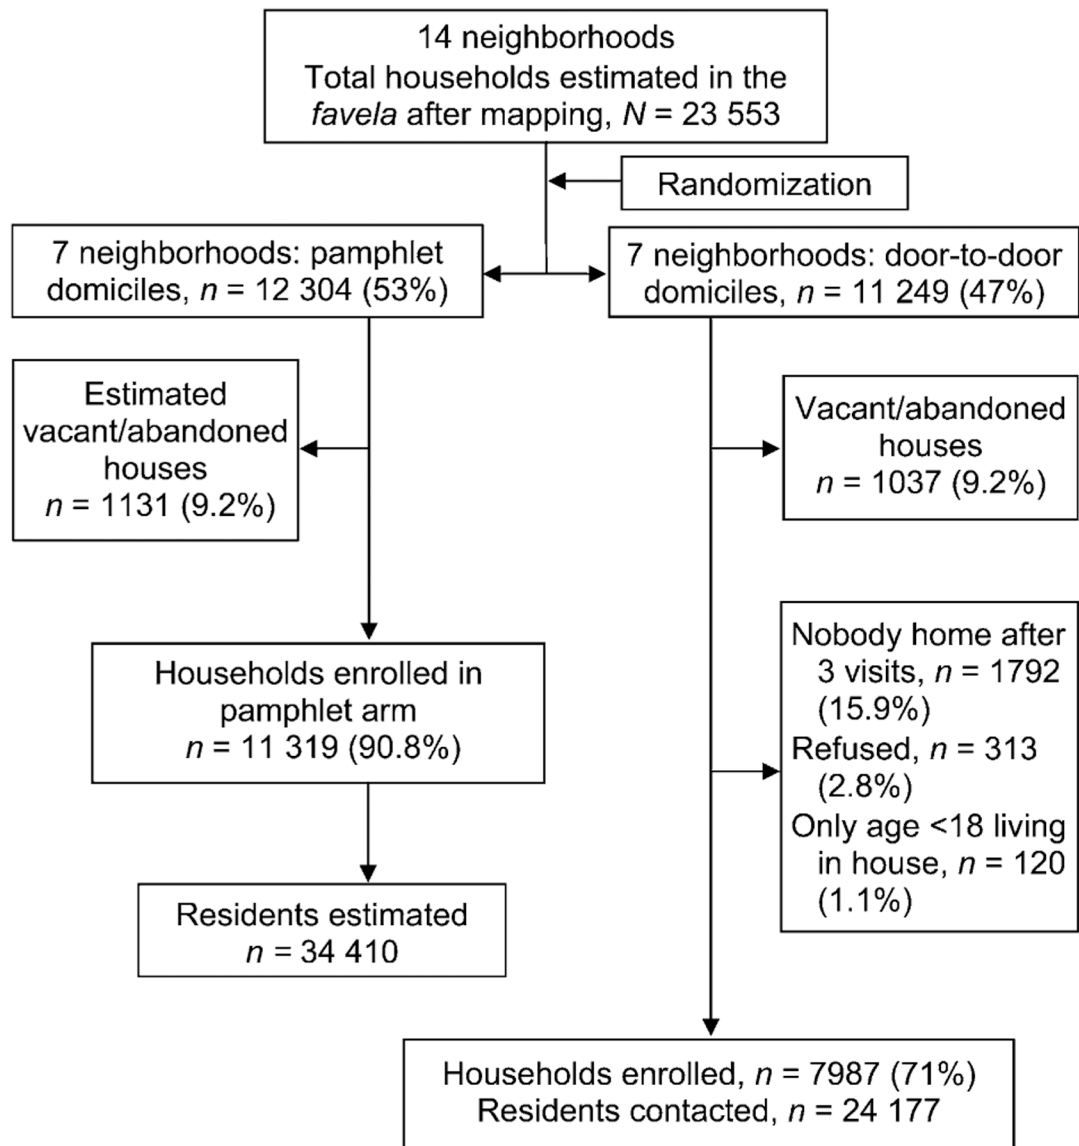 14 neighborhoods
Total households estimated in the
favela after mapping, N = 23 553
Randomization
7 neighborhoods: pamphlet
domiciles, n = 12 304 (53%)
7 neighborhoods: door-to-door
domiciles, n = 11 249 (47%)
Estimated
vacant/abandoned
houses
n = 1131 (9.2%)
Vacant/abandoned
houses
n = 1037 (9.2%)
Households enrolled in
pamphlet arm
n = 11 319 (90.8%)
Nobody home after
3 visits, n = 1792
(15.9%)
Refused, n = 313
(2.8%)
Only age <18 living
in house, n = 120
(1.1%)
Residents estimated
n = 34 410
Households enrolled, n = 7987 (71%)
Residents contacted, n = 24 177